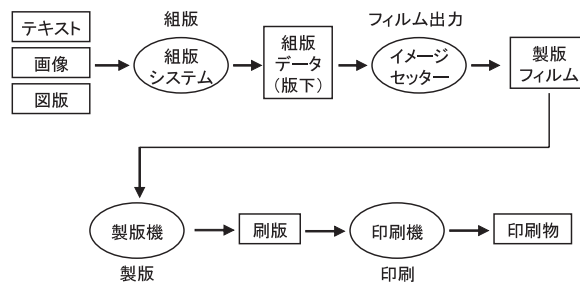 テキスト
画像
図版
組版
組版
システム
組版
データ
(版下)
フィルム出力
イメージ
セッター
製版
フィルム
製版機
製版
刷版
印刷機
印刷
印刷物